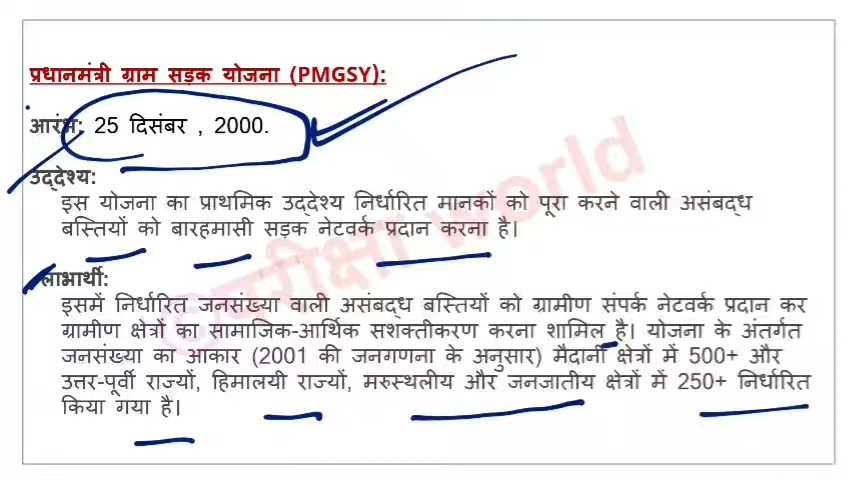 प्रधानमंत्री ग्राम सड़क योजना (PMGSY):
आरंभ: 25 दिसंबर , 2000.
उद्देश्य:
इस योजना का प्राथमिक उद्देश्य निर्धारित मानकों को पूरा करने वाली असंबद्ध
बस्तियों को बारहमासी सड़क नेटवर्क प्रदान करना है।
लाभार्थी:
इसमें निर्धारित जनसंख्या वाली असंबद्ध बस्तियों को ग्रामीण संपर्क नेटवर्क प्रदान कर
ग्रामीण क्षेत्रों का सामाजिक-आर्थिक सशक्तीकरण करना शामिल है। योजना के अंतर्गत
जनसंख्या का आकार (2001 की जनगणना के अनुसार) मैदानी क्षेत्रों में 500+ और
उत्तर-पूर्वी राज्यों, हिमालयी राज्यों, मरुस्थलीय और जनजातीय क्षेत्रों में 250+ निर्धारित
किया गया है।
©परीक्षा world